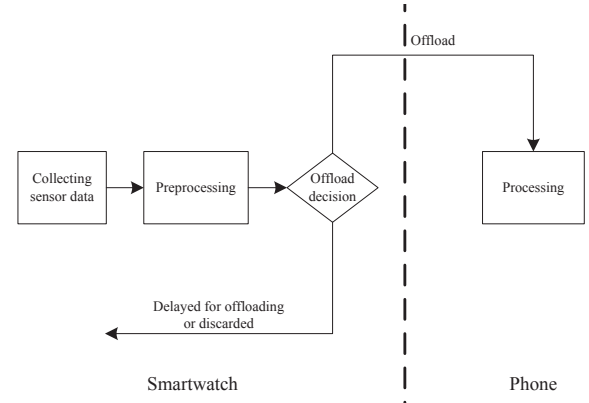 Offload
Collecting
sensor data
Preprocessing
Offload
decision
Processing
Delayed for offloading
or discarded
Smartwatch
Phone